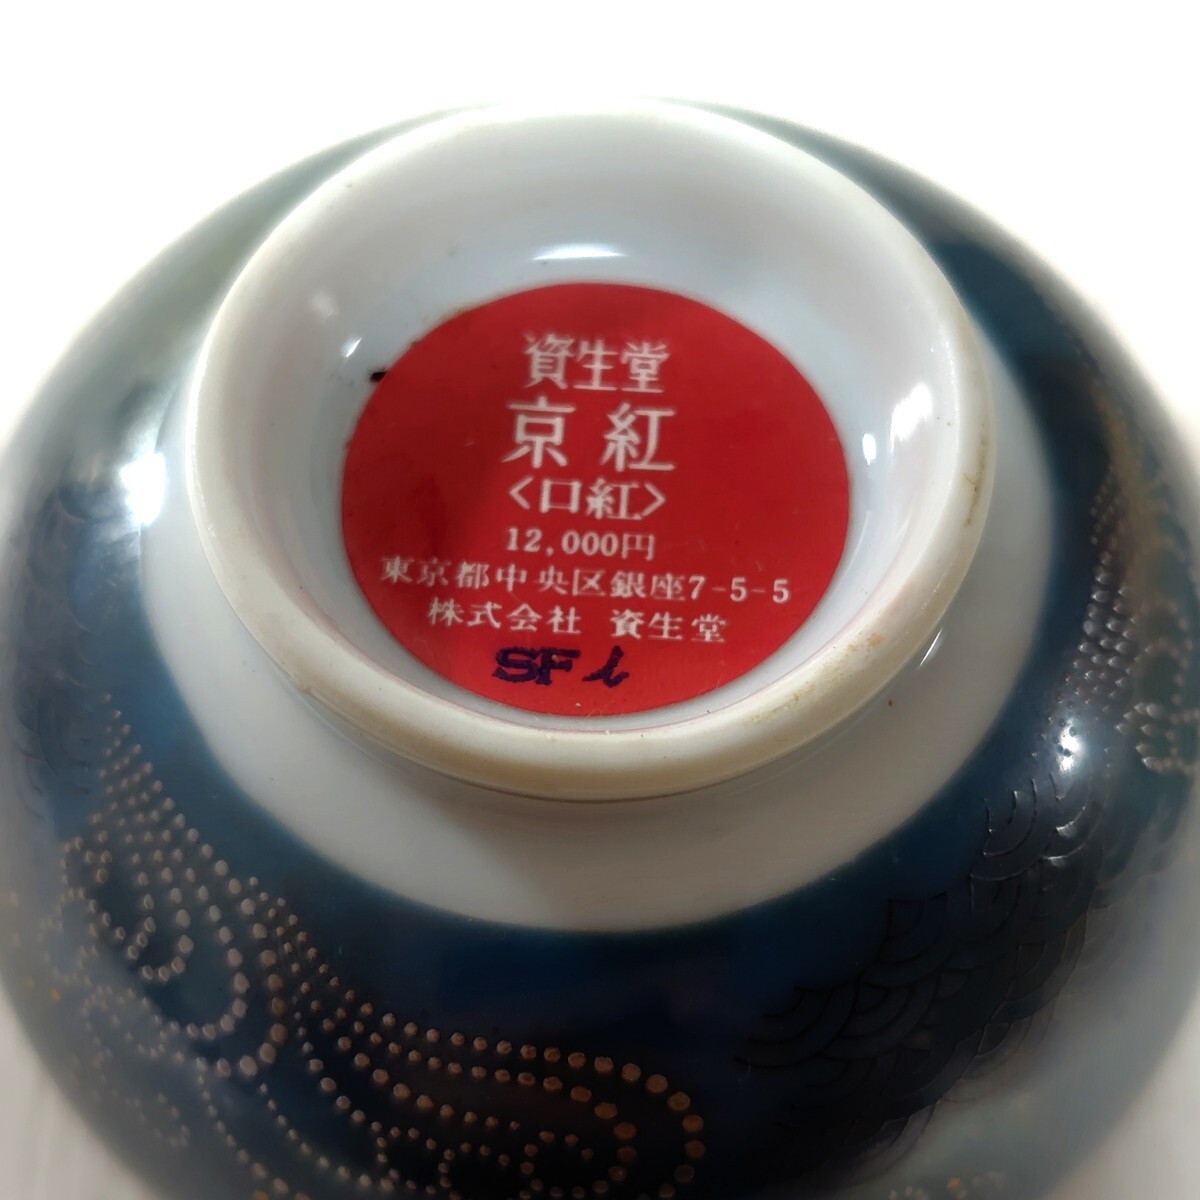 資生堂
京紅
〈口紅〉
12,000円
東京都中央区銀座7-5-5
株式会社 資生堂
SF i